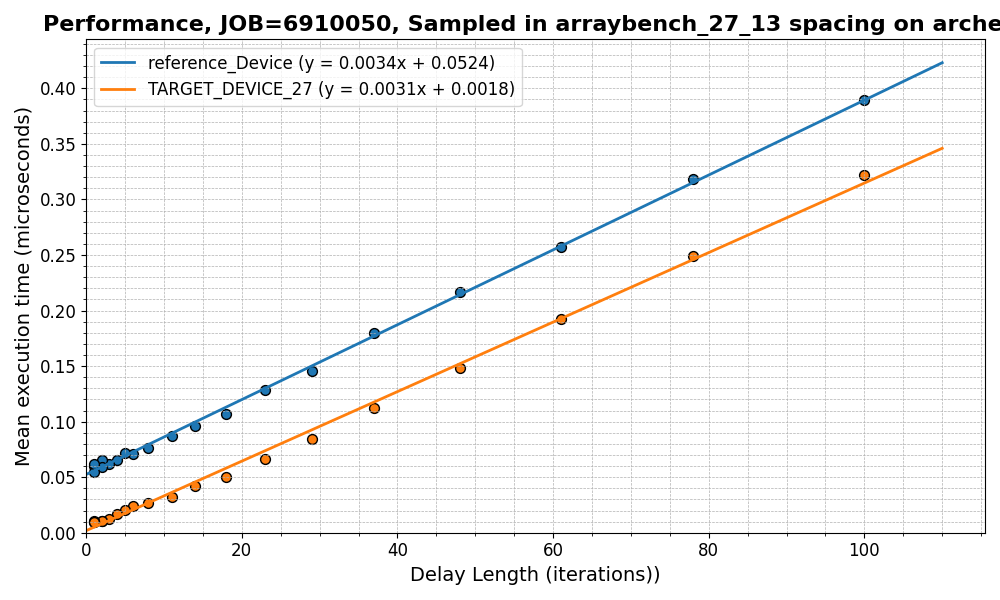 Performance, JOB=6910050, Sampled in arraybench_27_13 spacing on arche
reference_Device (y = 0.0034x + 0.0524)
TARGET_DEVICE_27 (y = 0.0031x + 0.0018)
Mean execution time (microseconds)
0.40
0.35
0.30
0.25
0.20
0.15
0.10
0.05
0.00
0 20 40 60 80 100
Delay Length (iterations))